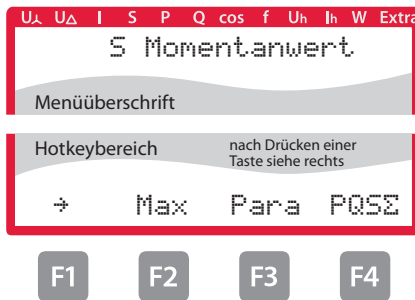 U⅄ U∆ I S P Q cos f Uh Ih W Extra
S Momentanwert
Menüüberschrift
Hotkeybereich
nach Drücken einer
Taste siehe rechts
→ Max Para PQSΣ
F1 F2 F3 F4